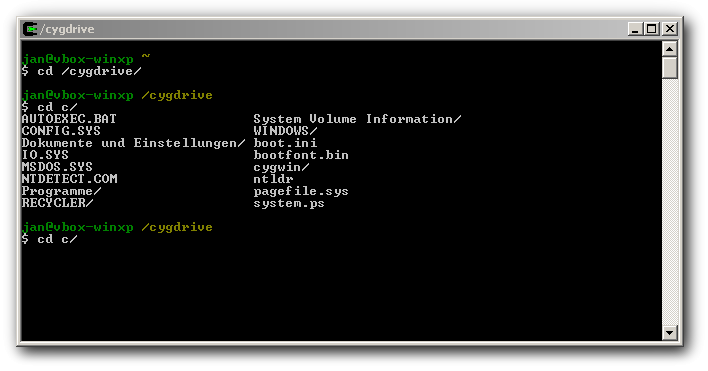 /cygdrive
jan@vbox-winxp ~
$ cd /cygdrive/
jan@vbox-winxp /cygdrive
$ cd c/
AUTOEXEC.BAT System Volume Information/
CONFIG.SYS WINDOWS/
Dokumente und Einstellungen/ boot.ini
IO.SYS bootfont.bin
MSDOS.SYS cygwin/
NTDETECT.COM ntldr
Programme/ pagefile.sys
RECYCLER/ system.ps
jan@vbox-winxp /cygdrive
$ cd c/